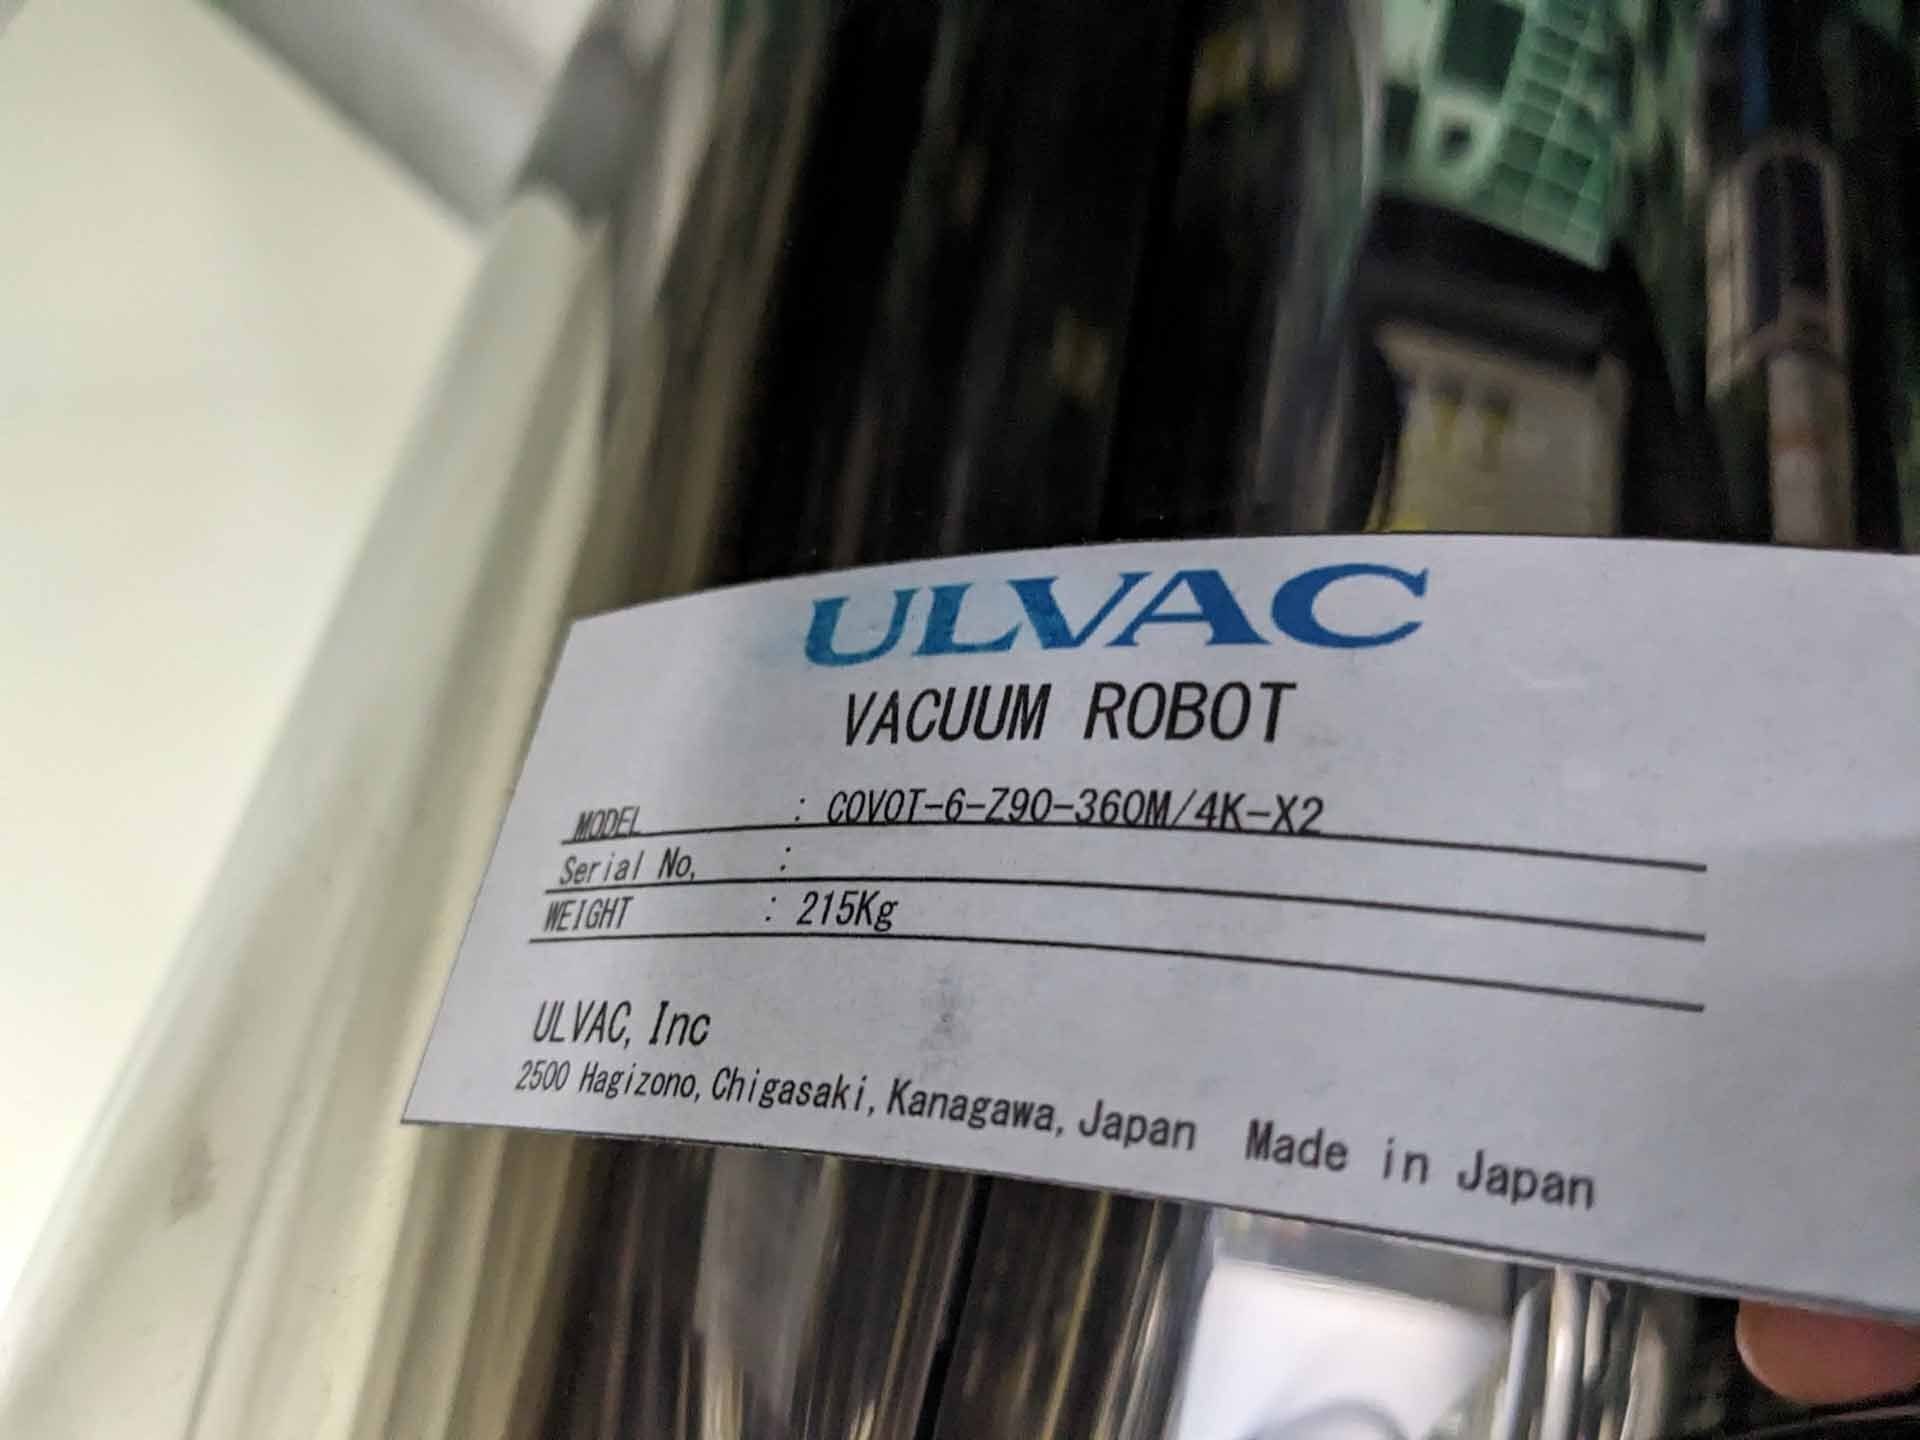 ULVAC
VACUUM ROBOT
MODEL : COVOT-6-Z90-360M/4K-X2
Serial No, :
WEIGHT : 215Kg
ULVAC, Inc
2500 Hagizono, Chigasaki, Kanagawa, Japan Made in Japan